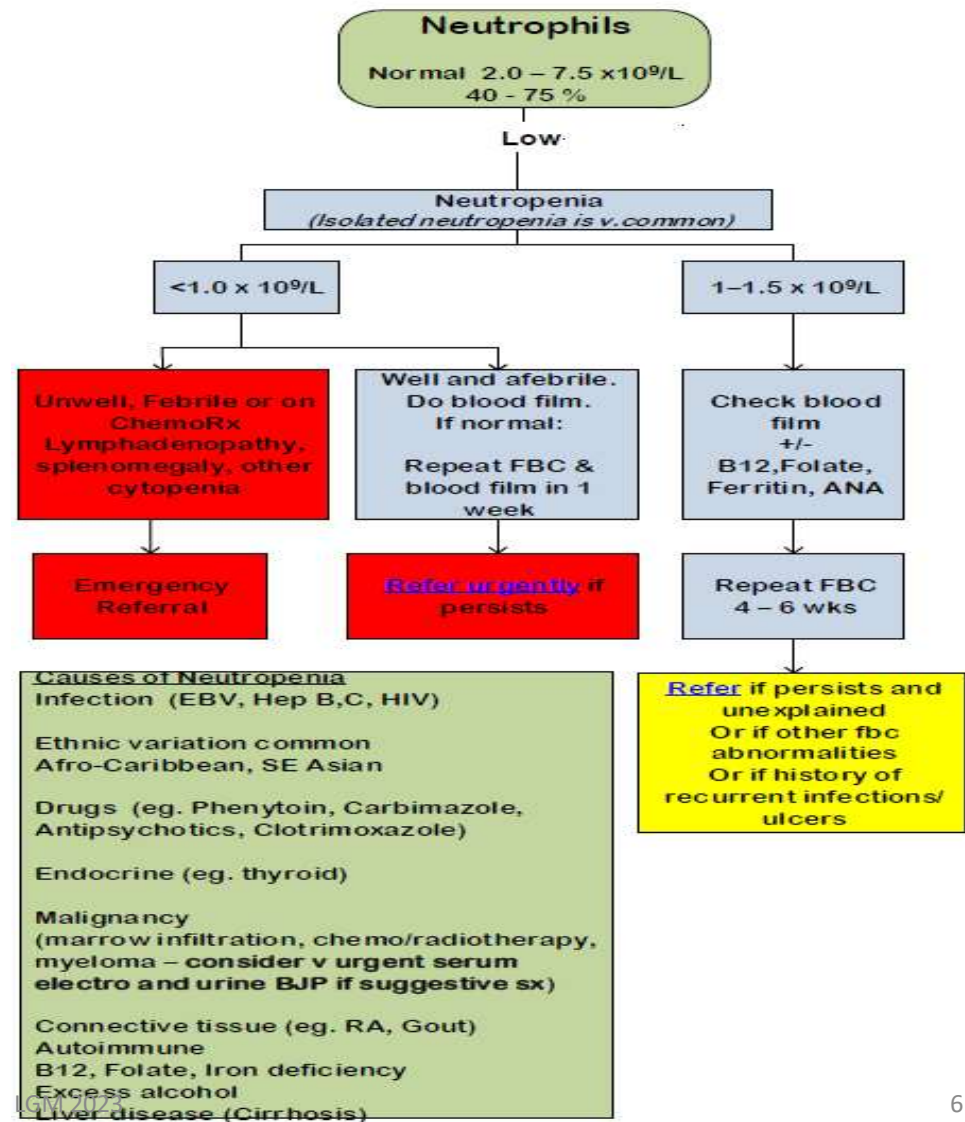 Neutrophils
Normal 2.0 – 7.5 x10⁹/L
40 - 75 %
Low
Neutropenia
(Isolated neutropenia is v.common)
<1.0 x 10⁹/L
1–1.5 x 10⁹/L
Unwell, Febrile or on
ChemoRx
Lymphadenopathy,
splenomegaly, other
cytopenia
Well and afebrile.
Do blood film.
If normal:
Repeat FBC &
blood film in 1
week
Check blood
film
+/-
B12,Folate,
Ferritin, ANA
Emergency
Referral
Refer urgently if
persists
Repeat FBC
4 – 6 wks
Refer if persists and
unexplained
Or if other fbc
abnormalities
Or if history of
recurrent infections/
ulcers
Causes of Neutropenia
Infection (EBV, Hep B,C, HIV)
Ethnic variation common
Afro-Caribbean, SE Asian
Drugs (eg. Phenytoin, Carbimazole,
Antipsychotics, Clotrimoxazole)
Endocrine (eg. thyroid)
Malignancy
(marrow infiltration, chemo/radiotherapy,
myeloma – consider v urgent serum
electro and urine BJP if suggestive sx)
Connective tissue (eg. RA, Gout)
Autoimmune
B12, Folate, Iron deficiency
Excess alcohol
Liver disease (Cirrhosis)
LGM 2023
6